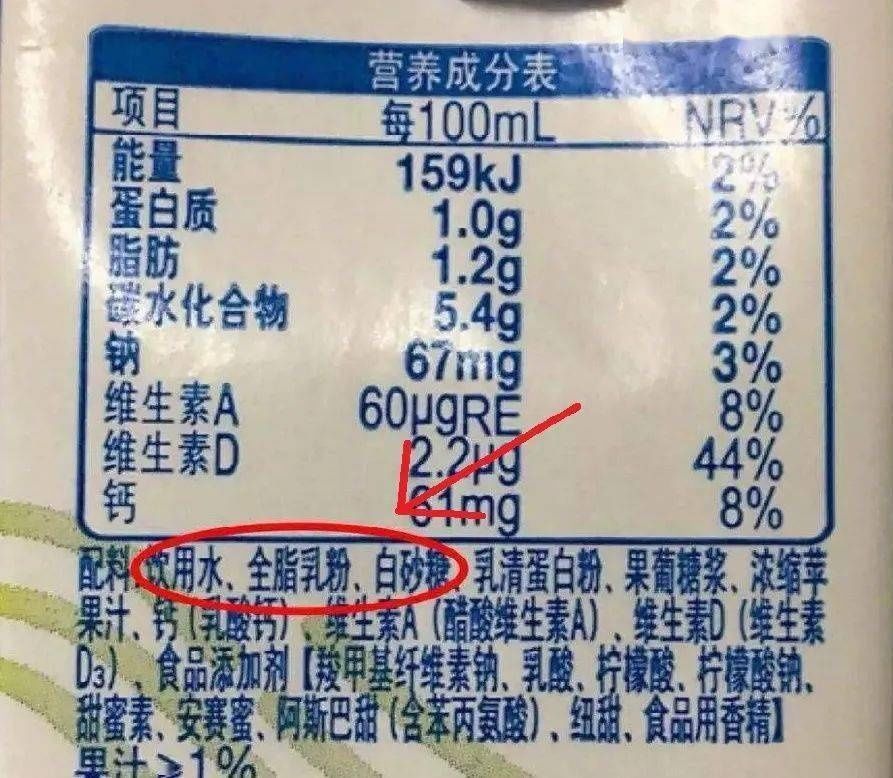 营养成分表
项目 每100mL NRV%
能量 159kJ 2%
蛋白质 1.0g 2%
脂肪 1.2g 2%
碳水化合物 5.4g 2%
钠 67mg 3%
维生素A 60μgRE 8%
维生素D 2.2μg 44%
钙 61mg 8%
配料:饮用水、全脂乳粉、白砂糖、乳清蛋白粉、果葡糖浆、浓缩苹
果汁、钙(乳酸钙)、维生素A(醋酸维生素A)、维生素D(维生素
D₃)、食品添加剂【羧甲基纤维素钠、乳酸、柠檬酸、柠檬酸钠、
甜蜜素、安赛蜜、阿斯巴甜(含苯丙氨酸)、纽甜、食品用香精】
果汁≥1%